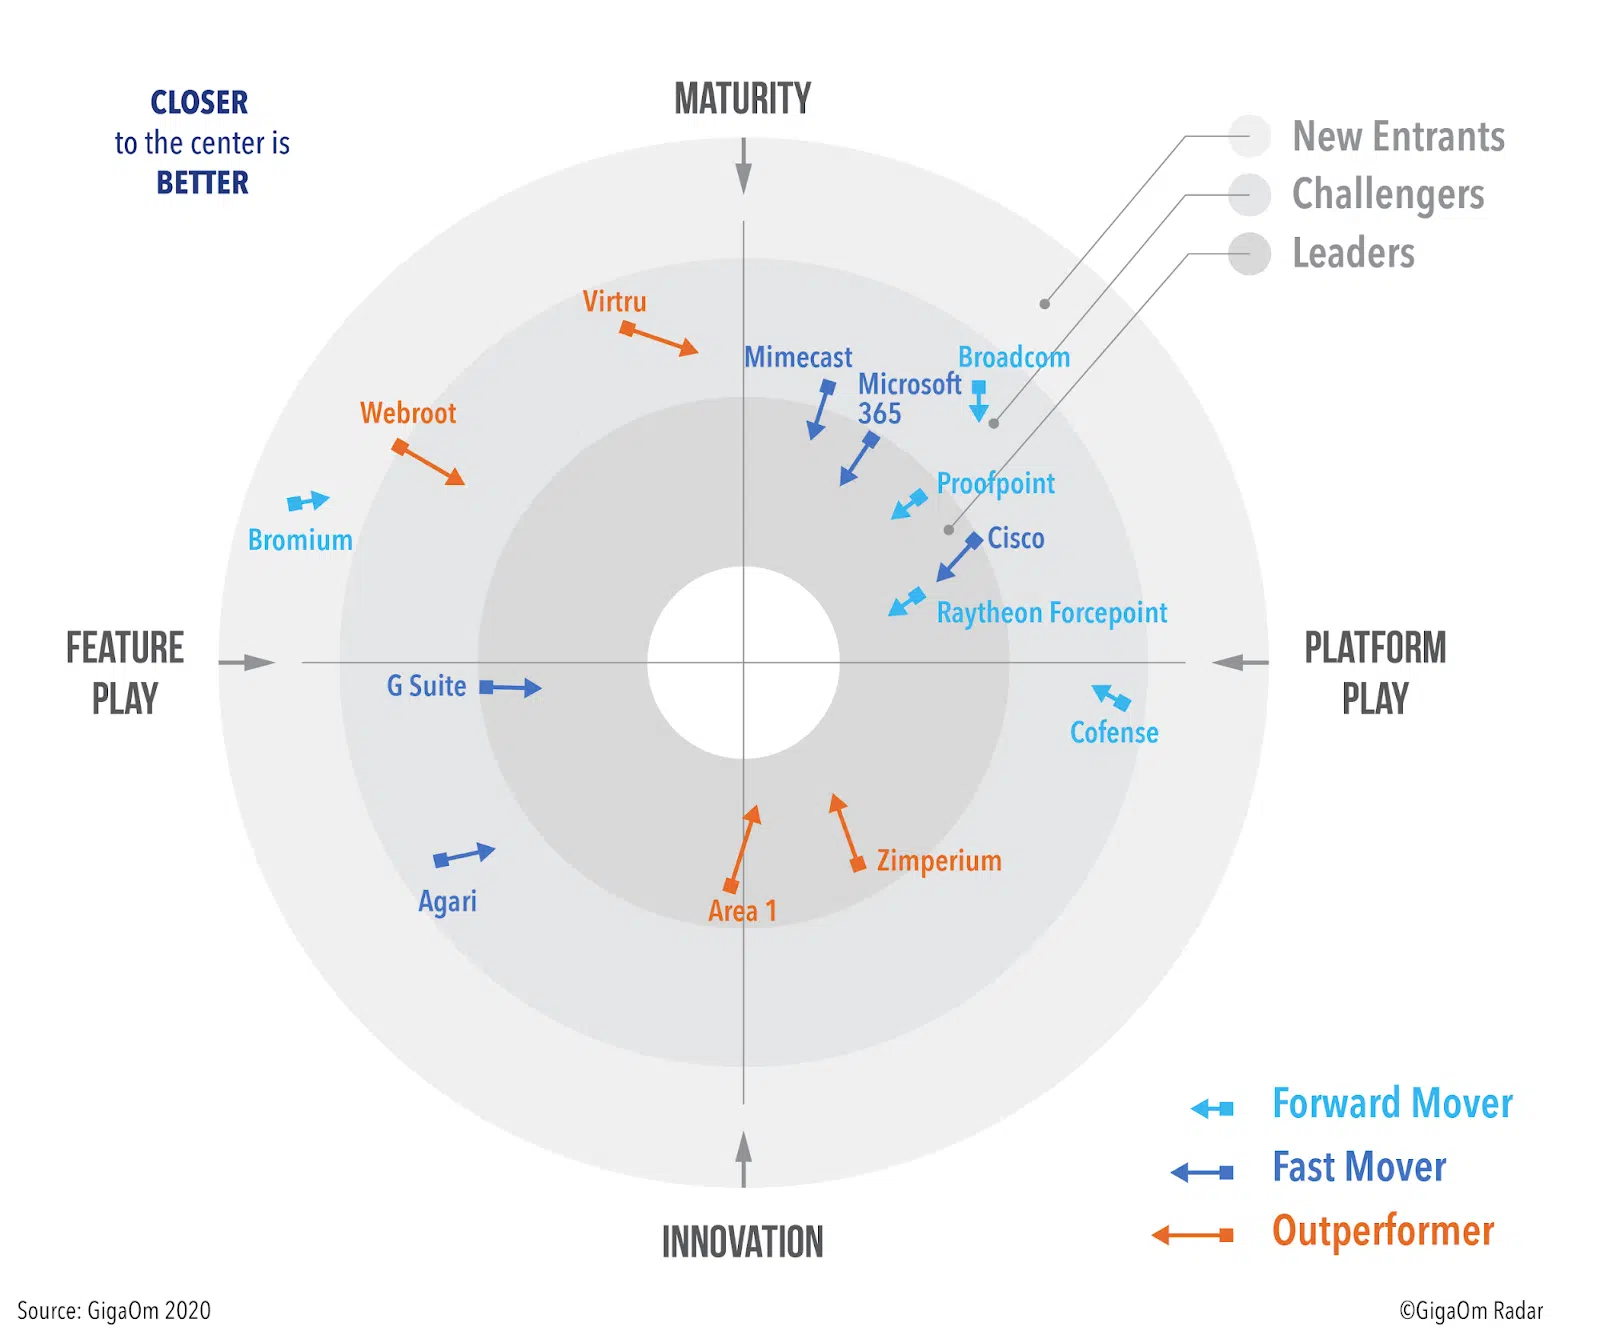 CLOSER
to the center is
BETTER
MATURITY
New Entrants
Challengers
Leaders
Virtru
Mimecast
Microsoft
365
Broadcom
Webroot
Proofpoint
Bromium
Cisco
Raytheon Forcepoint
FEATURE
PLAY
PLATFORM
PLAY
G Suite
Cofense
Zimperium
Agari
Area 1
Forward Mover
Fast Mover
Outperformer
INNOVATION
Source: GigaOm 2020
©GigaOm Radar